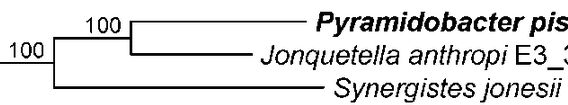 100 Pyramidobacter pis
100 Jonquetella anthropi E3_3
Synergistes jonesii